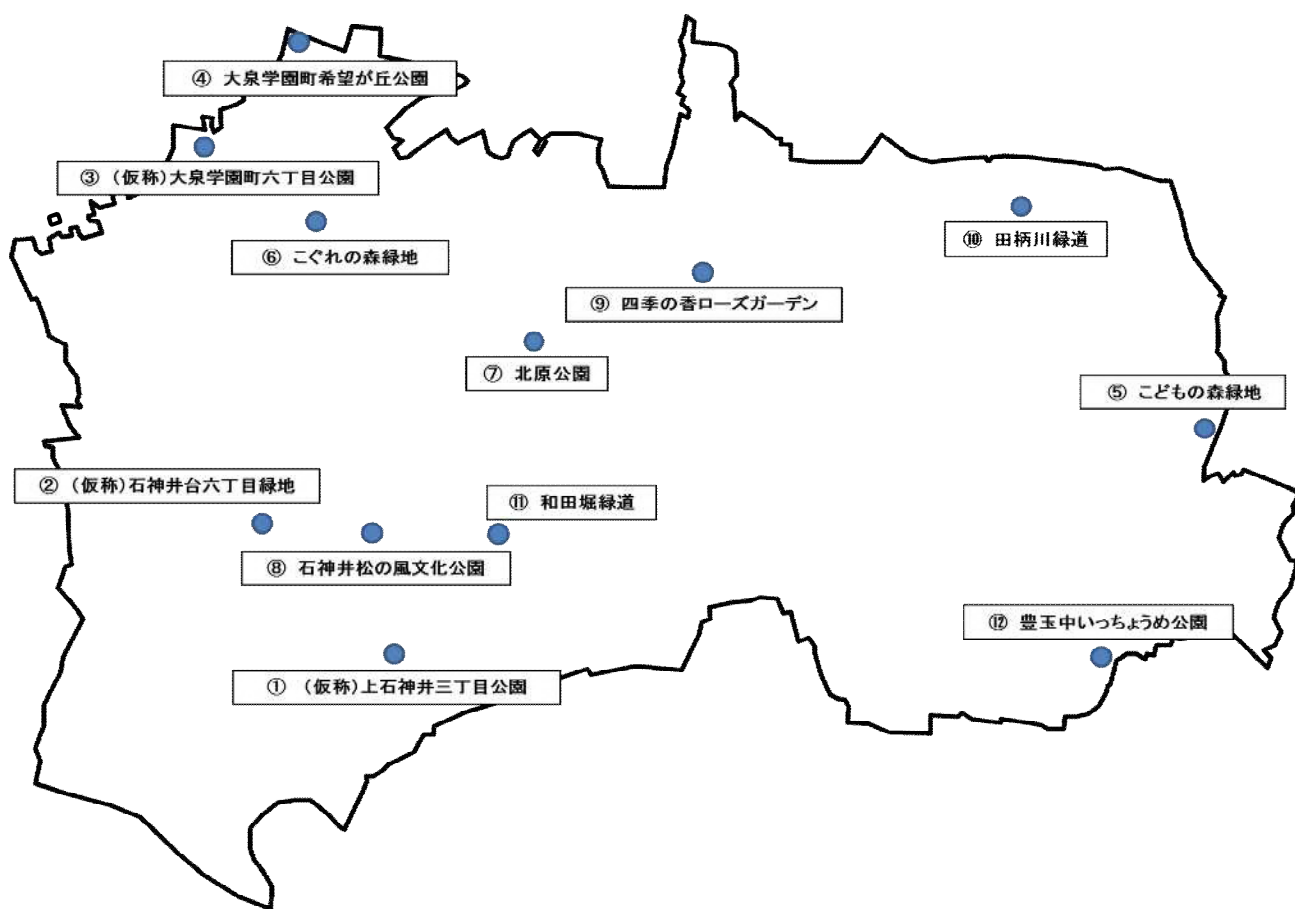 ④ 大泉学園町希望が丘公園
③ (仮称)大泉学園町六丁目公園
⑥ こぐれの森緑地
⑩ 田柄川緑道
⑨ 四季の香ローズガーデン
⑦ 北原公園
⑤ こどもの森緑地
② (仮称)石神井台六丁目緑地
⑪ 和田堀緑道
⑧ 石神井松の風文化公園
⑫ 豊玉中いっちょうめ公園
① (仮称)上石神井三丁目公園